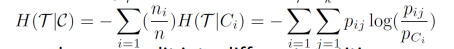 H(T|C) = −∑_{i=1}(n_i/n)H(T|C_i) = −∑_{i=1}∑_{j=1} p_{ij} log(p_{ij}/p_{C_i})